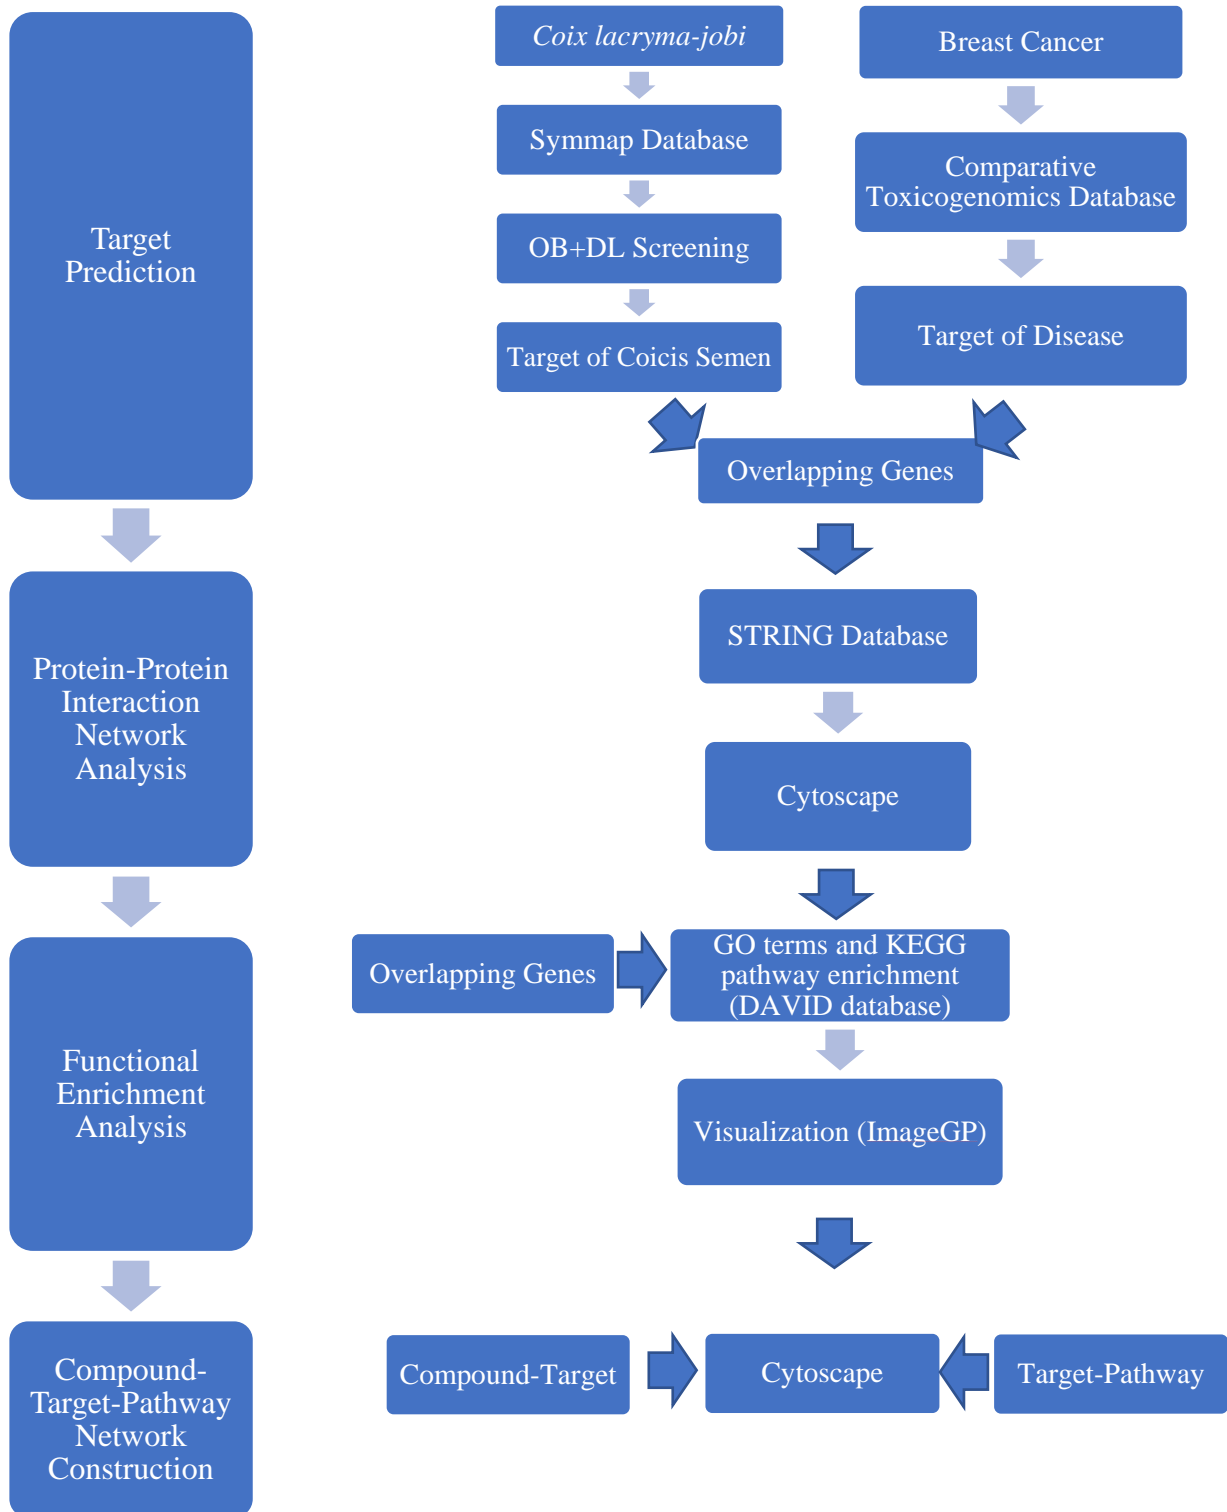 Target
Prediction
Protein-Protein
Interaction
Network
Analysis
Functional
Enrichment
Analysis
Compound-
Target-Pathway
Network
Construction
Coix lacryma-jobi
Symmap Database
OB+DL Screening
Target of Coicis Semen
Breast Cancer
Comparative
Toxicogenomics Database
Target of Disease
Overlapping Genes
STRING Database
Cytoscape
Overlapping Genes
GO terms and KEGG
pathway enrichment
(DAVID database)
Visualization (ImageGP)
Compound-Target
Cytoscape
Target-Pathway